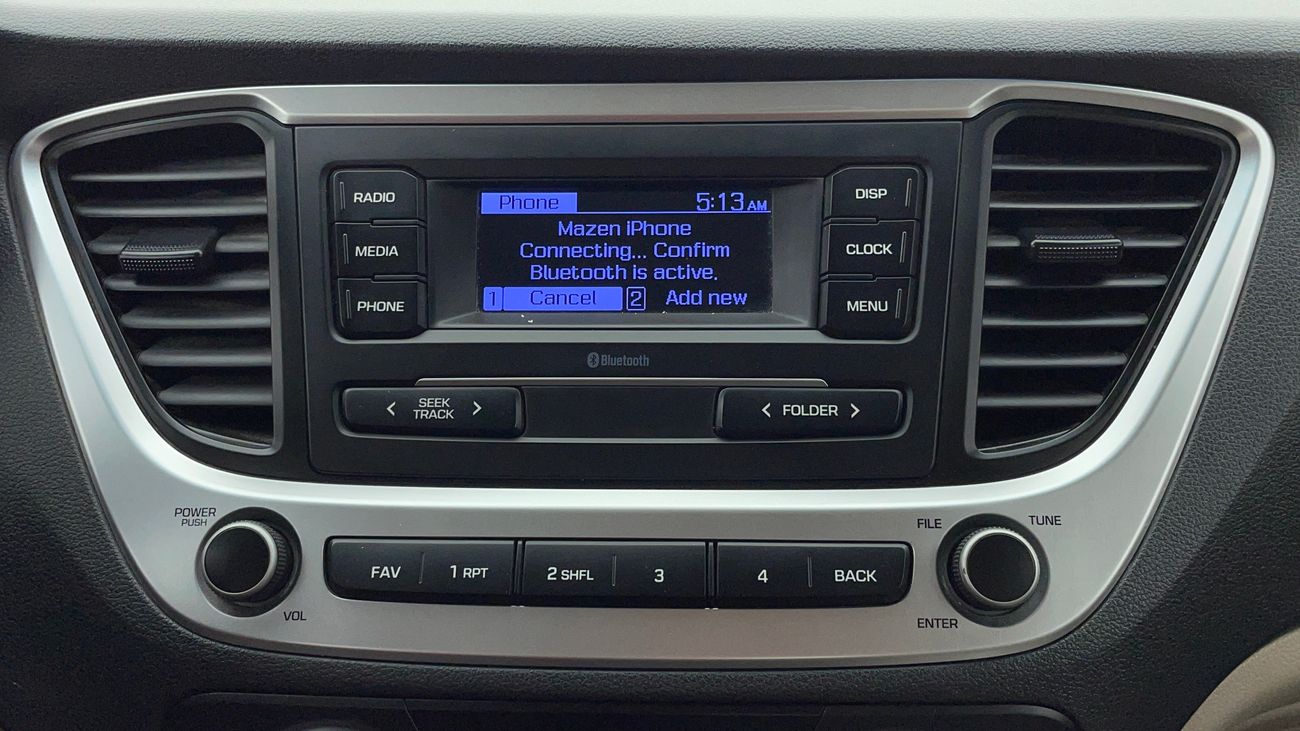 RADIO
MEDIA
PHONE
Phone 5:13 AM
Mazen iPhone
Connecting... Confirm
Bluetooth is active.
1 Cancel 2 Add new
DISP
CLOCK
MENU
Bluetooth
< SEEK TRACK >
< FOLDER >
POWER
PUSH
VOL
FAV 1 RPT 2 SHFL 3 4 BACK
FILE TUNE
ENTER